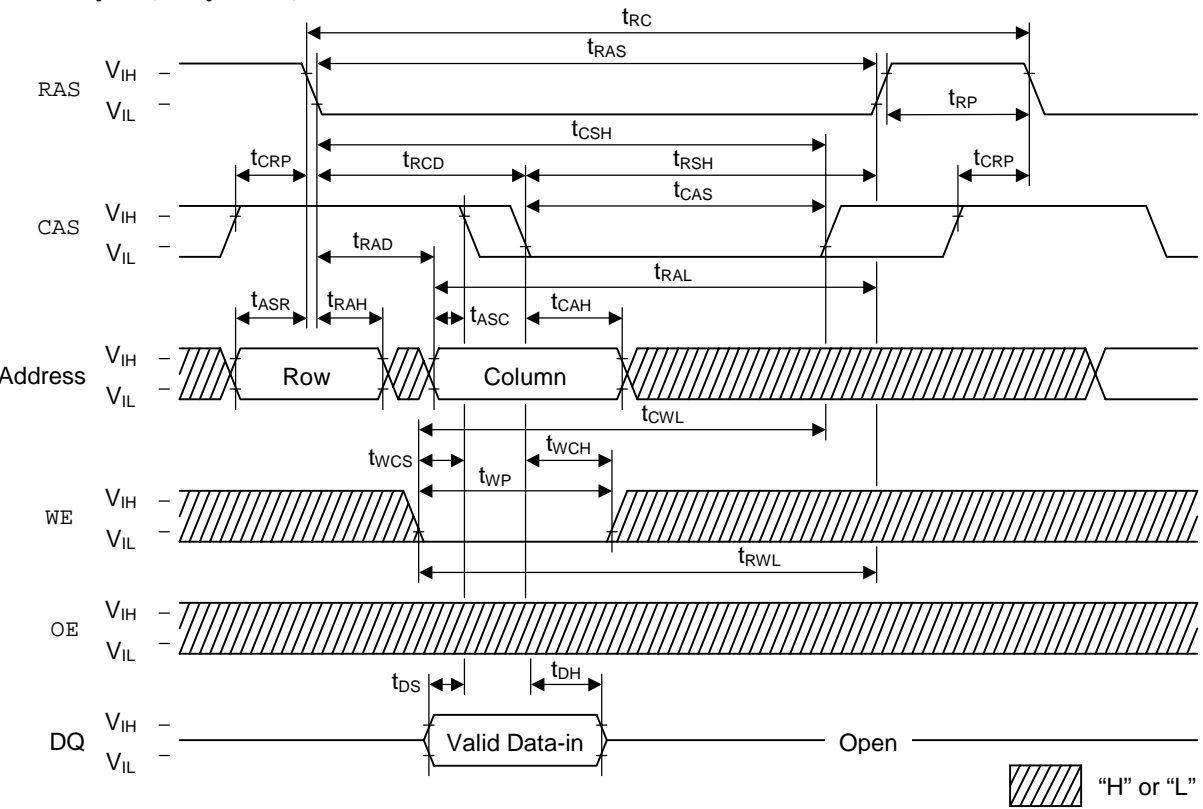 tRC
tRAS
RAS VIH
VIL
tRP
tCSH
tCRP tRCD tRSH tCRP
tCAS
CAS VIH
VIL
tRAD
tRAL
tASR tRAH tASC tCAH
Address VIH
VIL
Row Column
tCWL
tWCS tWCH
tWP
WE VIH
VIL
tRWL
OE VIH
VIL
tDS tDH
DQ VIH
VIL
Valid Data-in Open
“H” or “L”